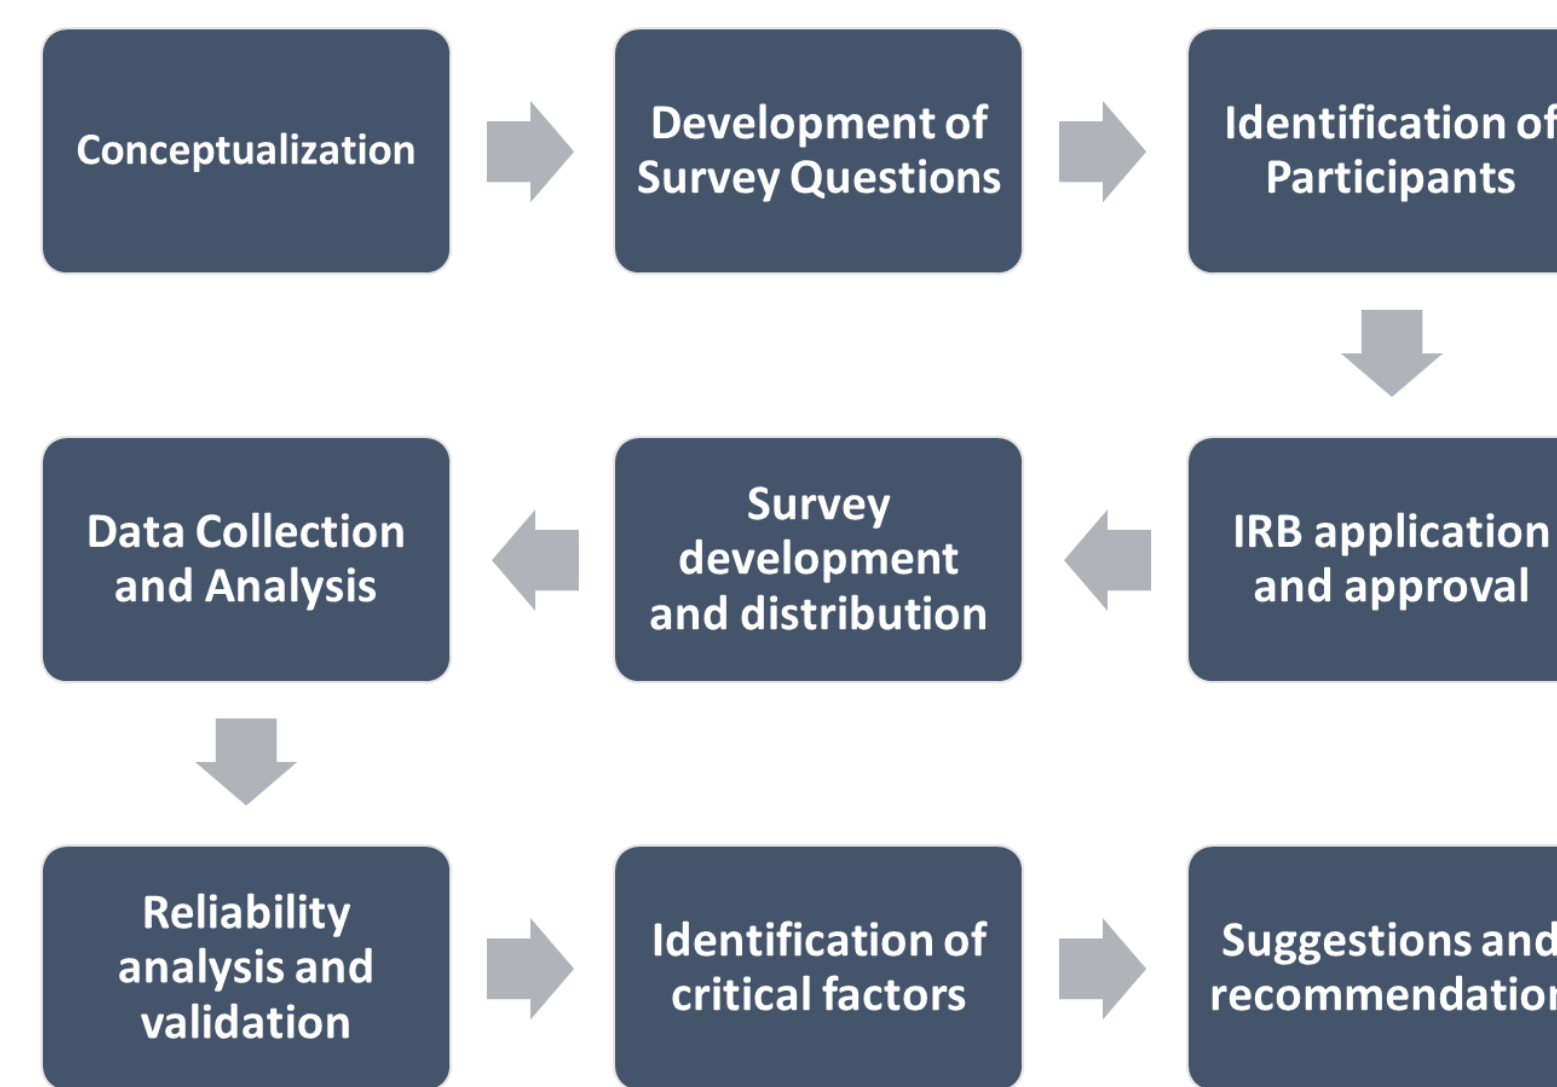 Conceptualization
Development of
Survey Questions
Identification of
Participants
IRB application
and approval
Survey
development
and distribution
Data Collection
and Analysis
Reliability
analysis and
validation
Identification of
critical factors
Suggestions and
recommendation